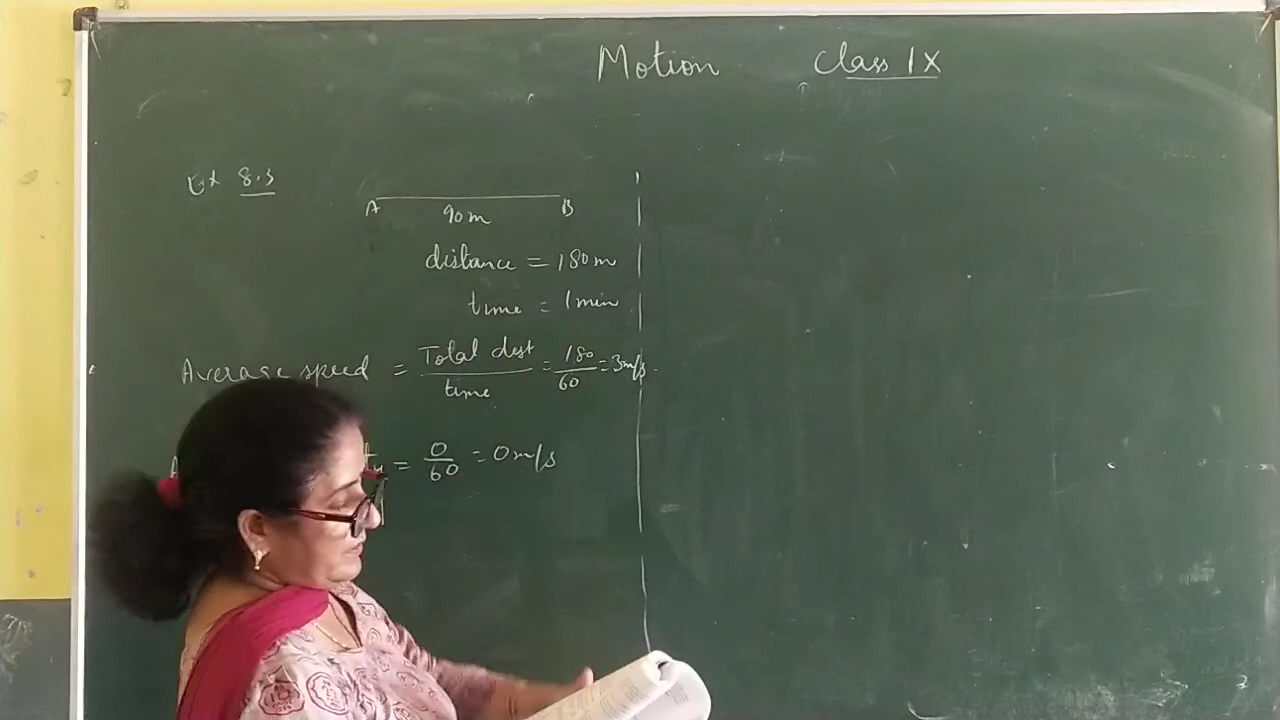 Motion Class IX
Ex 8.3
A B
90m
distance = 180m
time = 1 min
Average speed = Total dist / time = 180 / 60 = 3m/s.
= 0 / 60 = 0 m/s